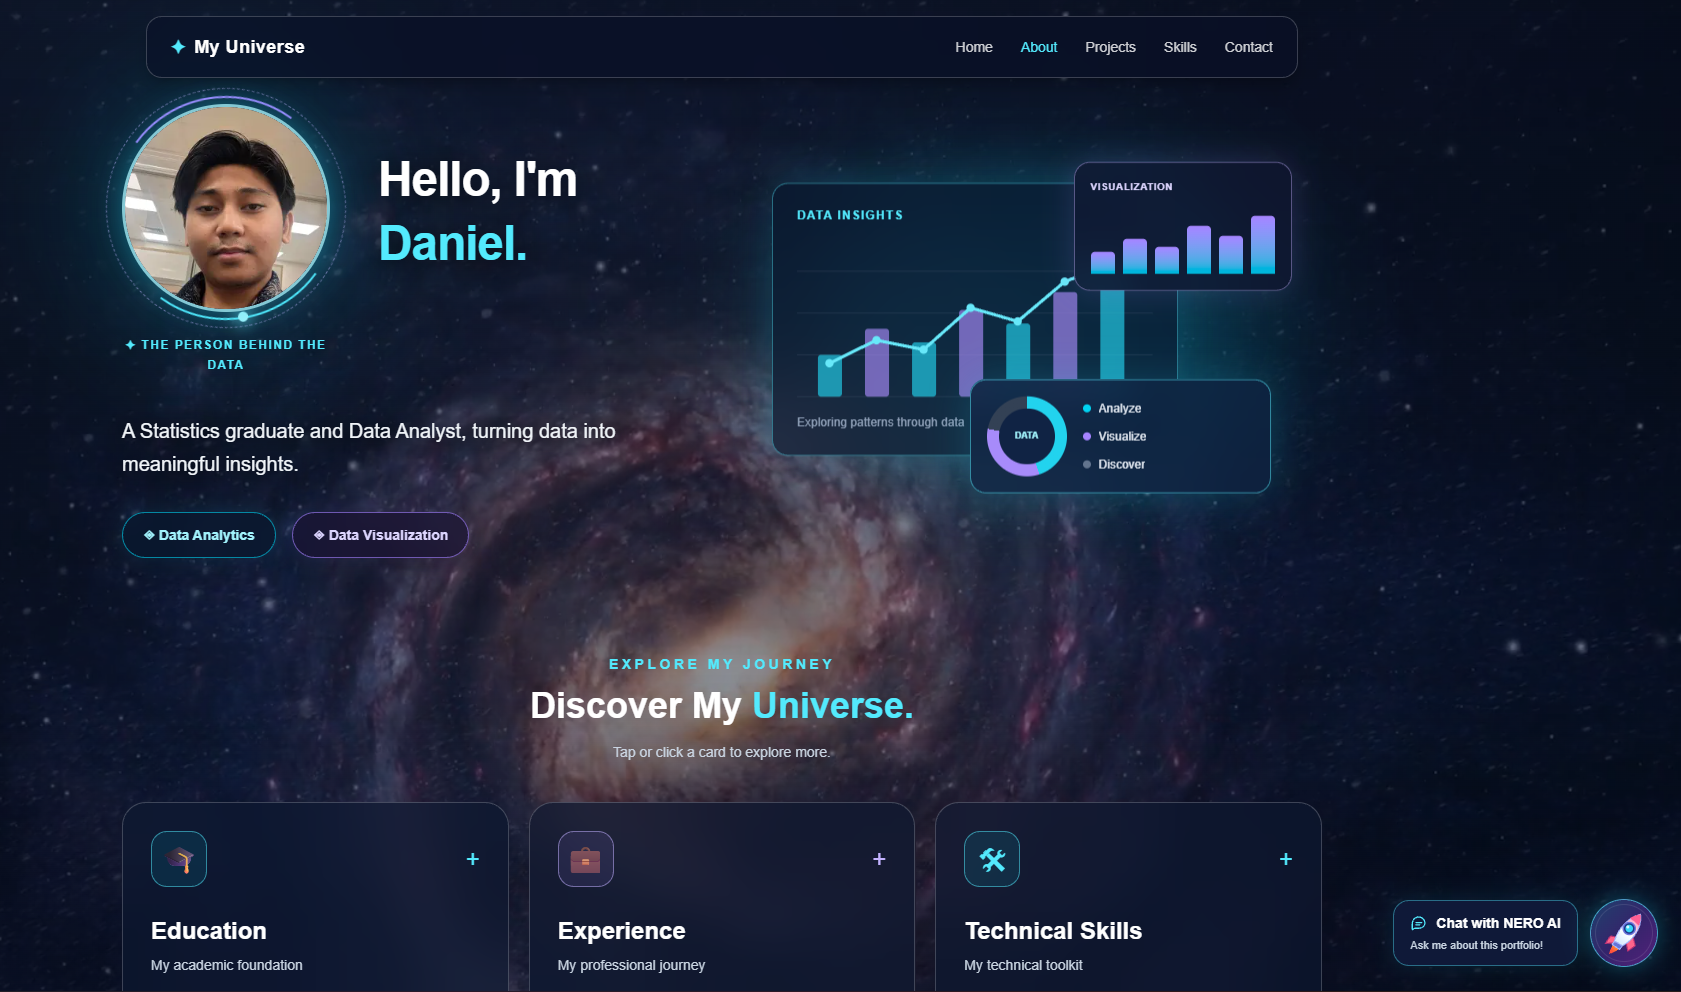 ✦ My Universe
Home About Projects Skills Contact
Hello, I'm
Daniel.
✦ THE PERSON BEHIND THE
DATA
A Statistics graduate and Data Analyst, turning data into
meaningful insights.
◈ Data Analytics
◈ Data Visualization
DATA INSIGHTS
Exploring patterns through data
VISUALIZATION
DATA
Analyze
Visualize
Discover
EXPLORE MY JOURNEY
Discover My Universe.
Tap or click a card to explore more.
+
Education
My academic foundation
+
Experience
My professional journey
+
Technical Skills
My technical toolkit
Chat with NERO AI
Ask me about this portfolio!